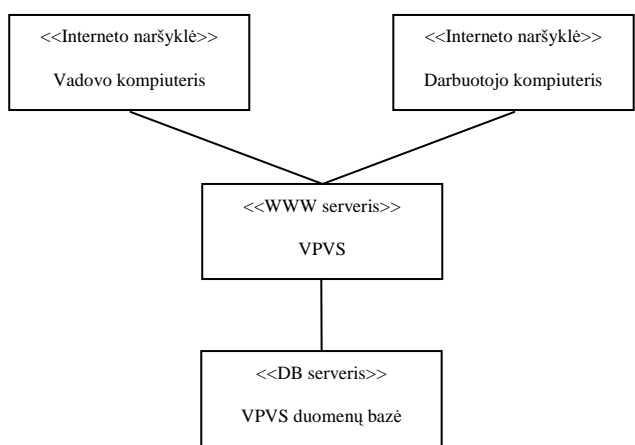 <<Interneto naršyklė>>
Vadovo kompiuteris
<<Interneto naršyklė>>
Darbuotojo kompiuteris
<<WWW serveris>>
VPVS
<<DB serveris>>
VPVS duomenų bazė